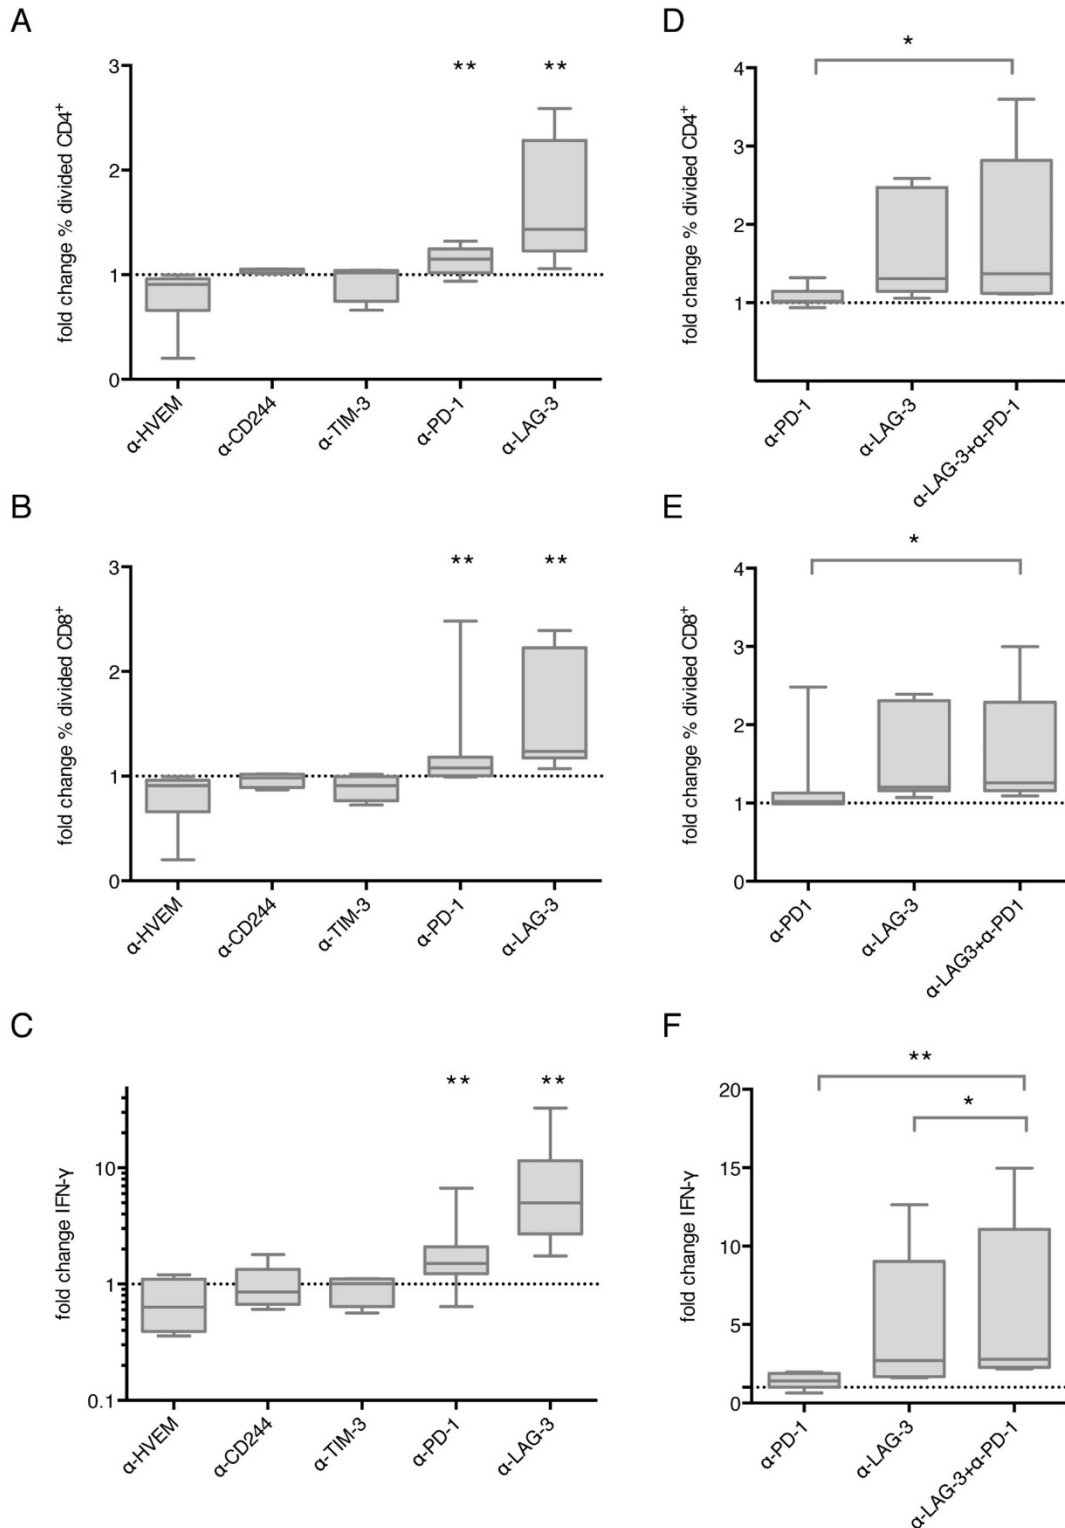 A
fold change % divided CD4+
3
2
1
0
** **
α-HVEM
α-CD244
α-TIM-3
α-PD-1
α-LAG-3
D
fold change % divided CD4+
4
3
2
1
*
α-PD-1
α-LAG-3
α-LAG-3+α-PD-1
B
fold change % divided CD8+
3
2
1
0
** **
α-HVEM
α-CD244
α-TIM-3
α-PD-1
α-LAG-3
E
fold change % divided CD8+
4
3
2
1
0
*
α-PD1
α-LAG-3
α-LAG3+α-PD1
C
fold change IFN-γ
10
1
0.1
** **
α-HVEM
α-CD244
α-TIM-3
α-PD-1
α-LAG-3
F
fold change IFN-γ
20
15
10
5
0
**
*
α-PD-1
α-LAG-3
α-LAG-3+α-PD-1